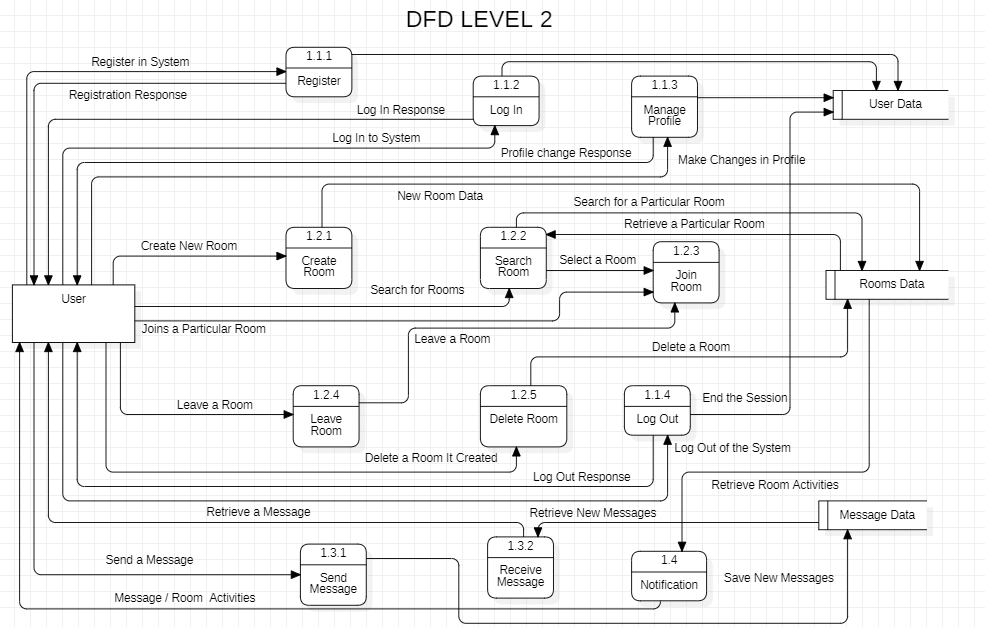 DFD LEVEL 2
1.1.1
Register
Register in System
Registration Response
1.1.2
Log In
Log In Response
Log In to System
1.1.3
Manage
Profile
User Data
Profile change Response
Make Changes in Profile
New Room Data
Search for a Particular Room
Retrieve a Particular Room
1.2.1
Create
Room
Create New Room
1.2.2
Search
Room
Select a Room
1.2.3
Join
Room
Rooms Data
Search for Rooms
User
Joins a Particular Room
Leave a Room
Delete a Room
1.2.4
Leave
Room
Leave a Room
1.2.5
Delete Room
1.1.4
Log Out
End the Session
Delete a Room It Created
Log Out of the System
Log Out Response
Retrieve Room Activities
Retrieve a Message
Retrieve New Messages
Message Data
1.3.1
Send
Message
Send a Message
1.3.2
Receive
Message
1.4
Notification
Save New Messages
Message / Room  Activities